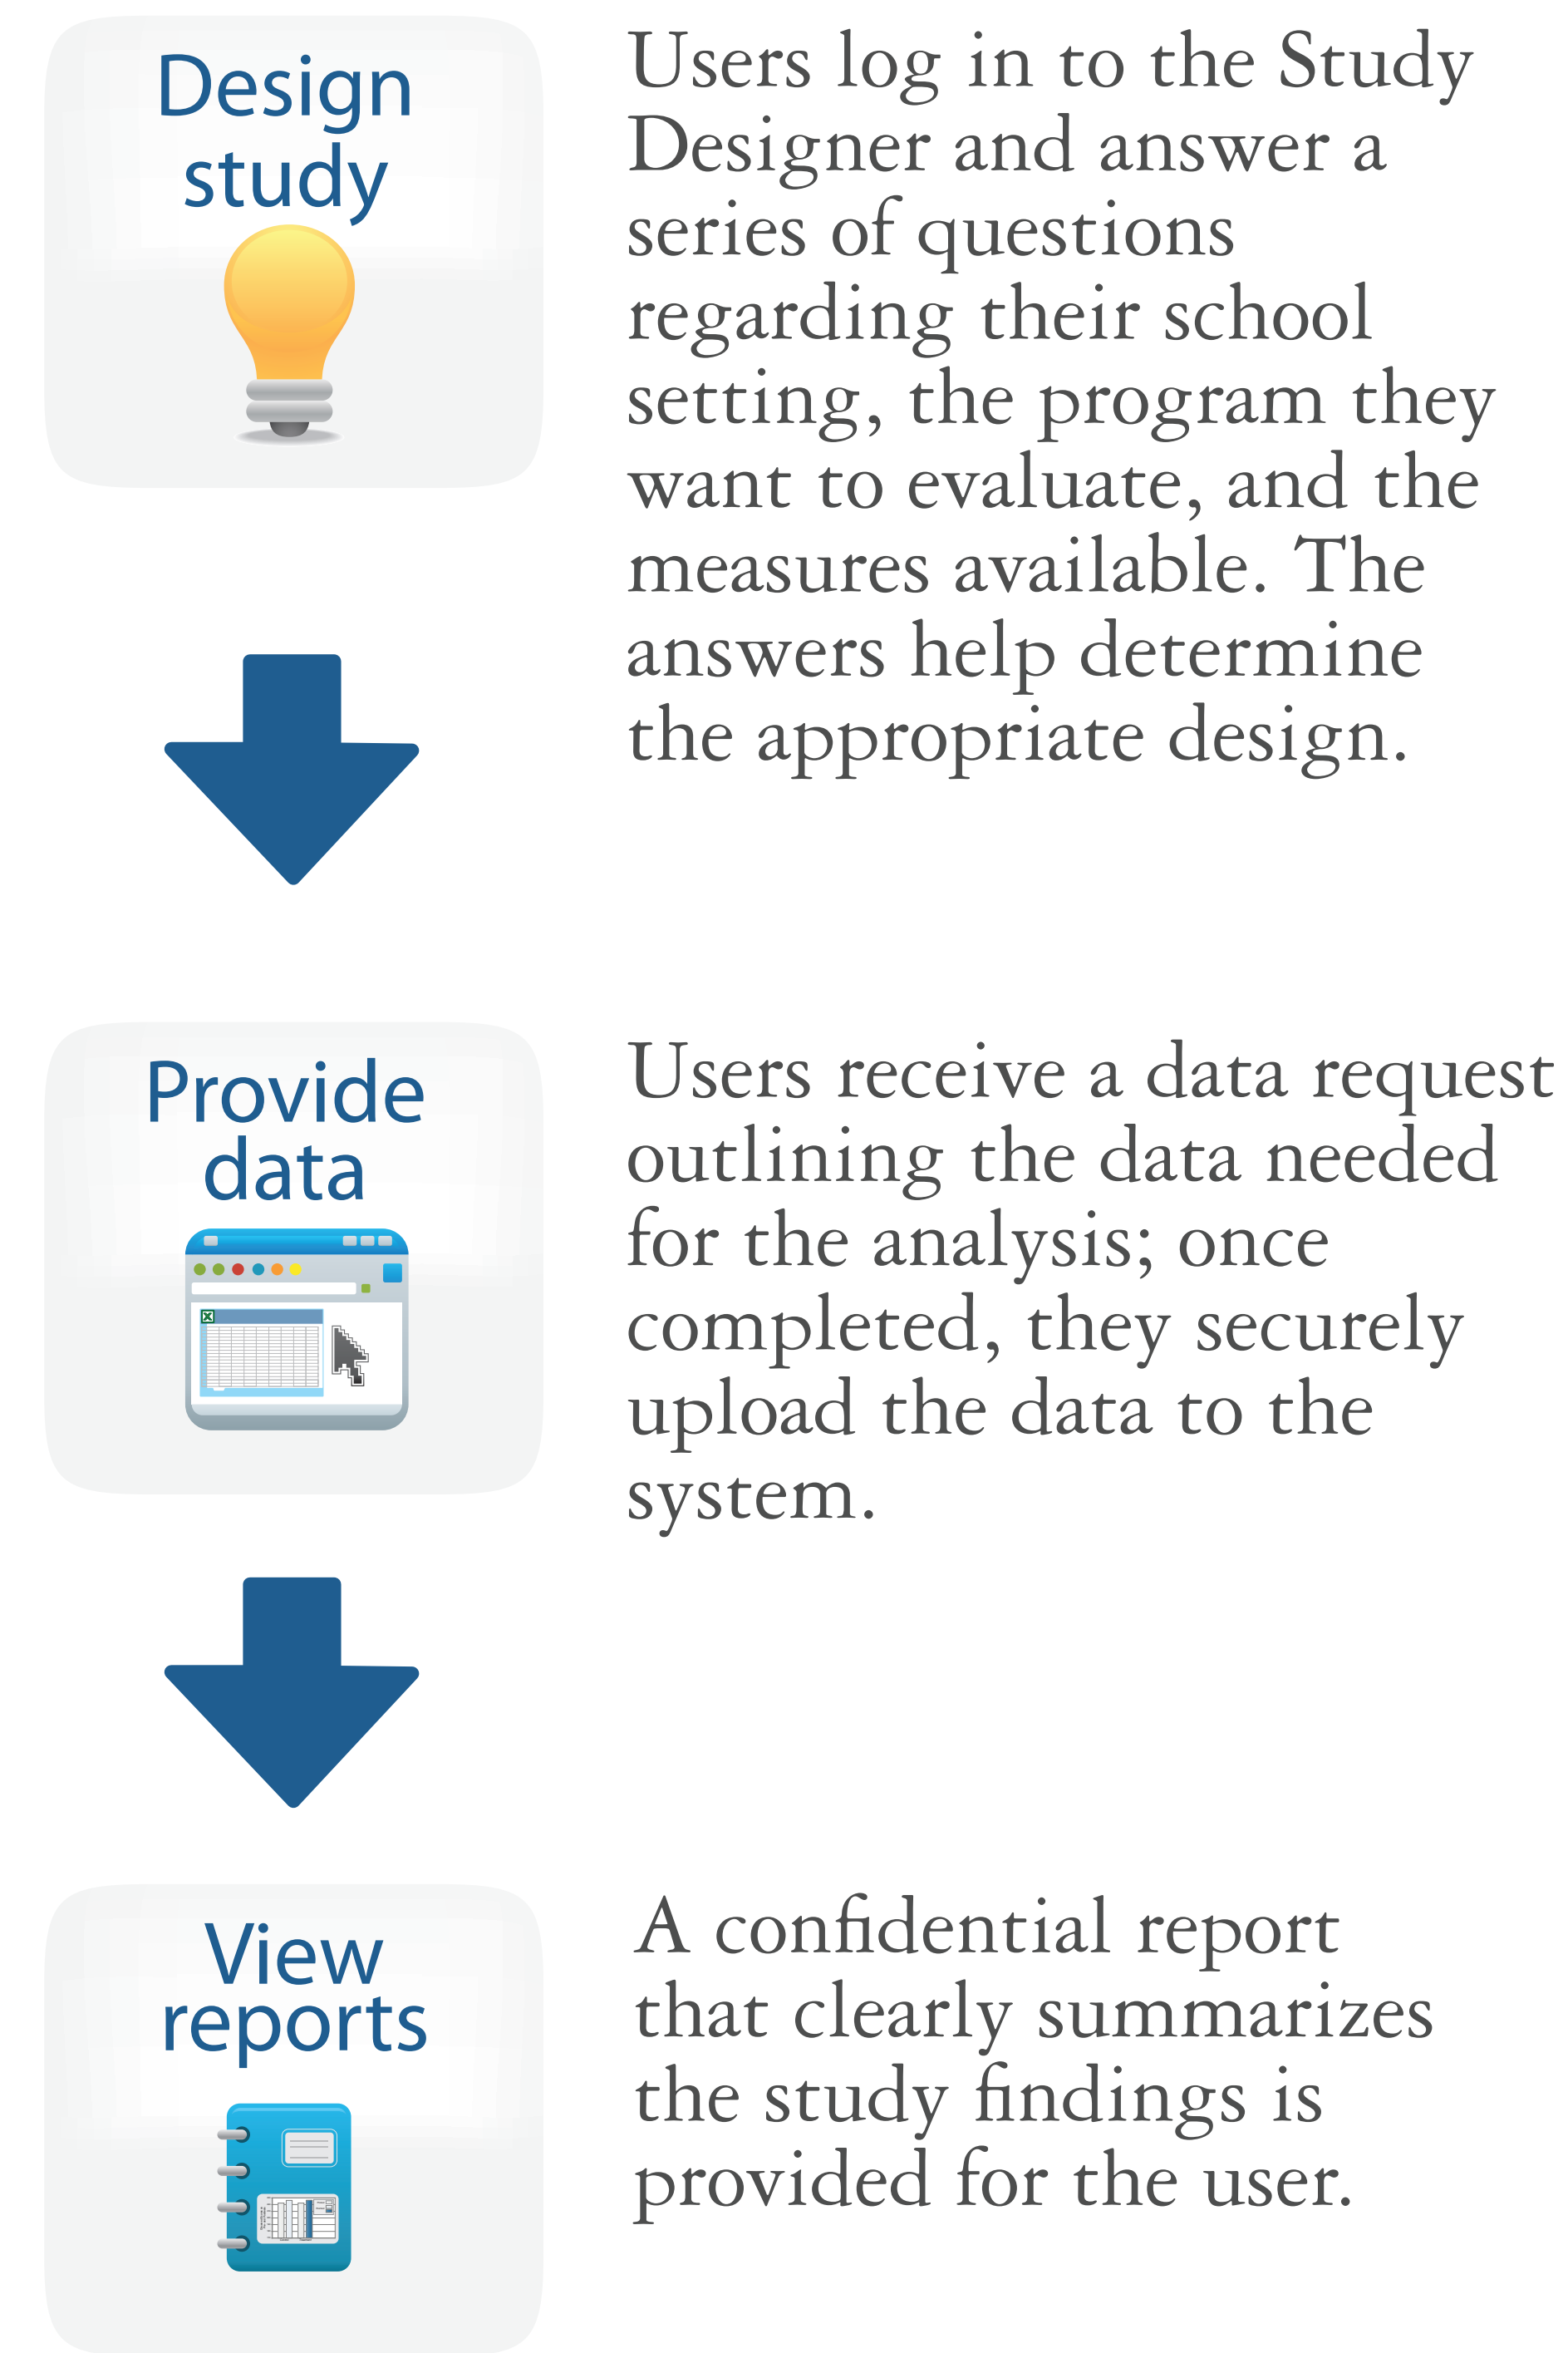 Design
study
Users log in to the Study
Designer and answer a
series of questions
regarding their school
setting, the program they
want to evaluate, and the
measures available. The
answers help determine
the appropriate design.
Provide
data
Users receive a data request
outlining the data needed
for the analysis; once
completed, they securely
upload the data to the
system.
View
reports
A confidential report
that clearly summarizes
the study findings is
provided for the user.